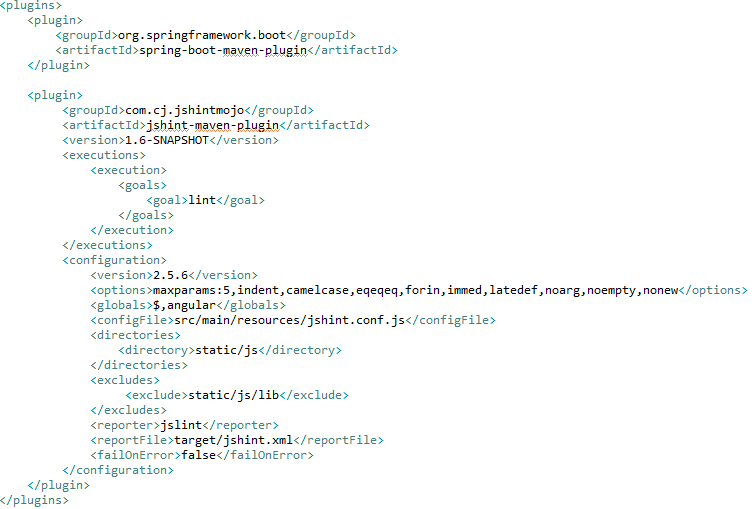 <plugins>
    <plugin>
        <groupId>org.springframework.boot</groupId>
        <artifactId>spring-boot-maven-plugin</artifactId>
    </plugin>

    <plugin>
         <groupId>com.cj.jshintmojo</groupId>
         <artifactId>jshint-maven-plugin</artifactId>
         <version>1.6-SNAPSHOT</version>
         <executions>
             <execution>
                 <goals>
                     <goal>lint</goal>
                 </goals>
             </execution>
         </executions>
         <configuration>
             <version>2.5.6</version>
             <options>maxparams:5,indent,camelcase,eqeqeq,forin,immed,latedef,noarg,noempty,nonew</options>
             <globals>$,angular</globals>
             <configFile>src/main/resources/jshint.conf.js</configFile>
             <directories>
                 <directory>static/js</directory>
             </directories>
             <excludes>
                  <exclude>static/js/lib</exclude>
             </excludes>
             <reporter>jslint</reporter>
             <reportFile>target/jshint.xml</reportFile>
             <failOnError>false</failOnError>
         </configuration>
    </plugin>
</plugins>